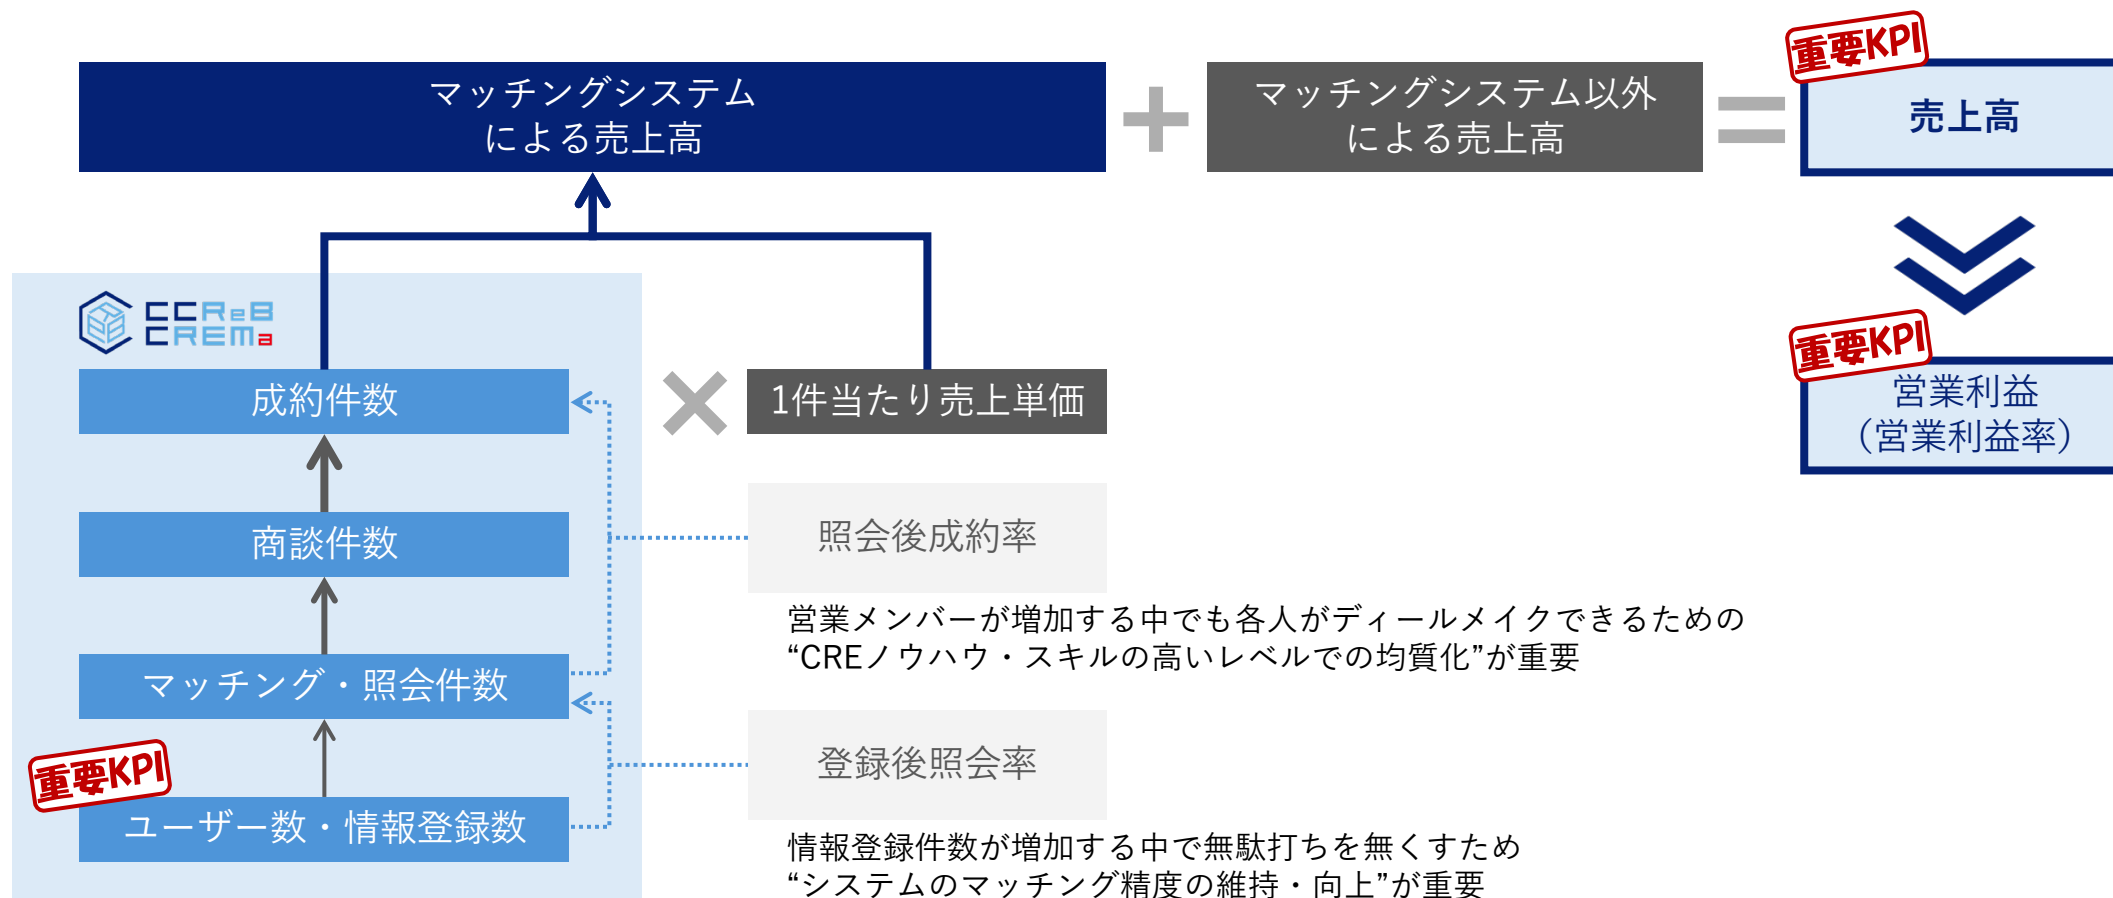 重要KPI
マッチングシステム
による売上高
マッチングシステム以外
による売上高
売上高
CCReB
CREMa
成約件数
1件当たり売上単価
重要KPI
営業利益
（営業利益率）
商談件数
照会後成約率
営業メンバーが増加する中でも各人がディールメイクできるための
“CREノウハウ・スキルの高いレベルでの均質化”が重要
マッチング・照会件数
登録後照会率
重要KPI
ユーザー数・情報登録数
情報登録件数が増加する中で無駄打ちを無くすため
“システムのマッチング精度の維持・向上”が重要